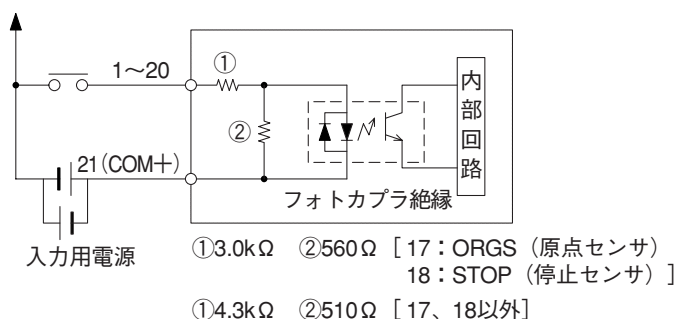 1～20
①
②
21(COM＋)
内部回路
フォトカプラ絶縁
入力用電源
①3.0kΩ ②560Ω [17：ORGS（原点センサ）
18：STOP（停止センサ）]
①4.3kΩ ②510Ω [17、18以外]